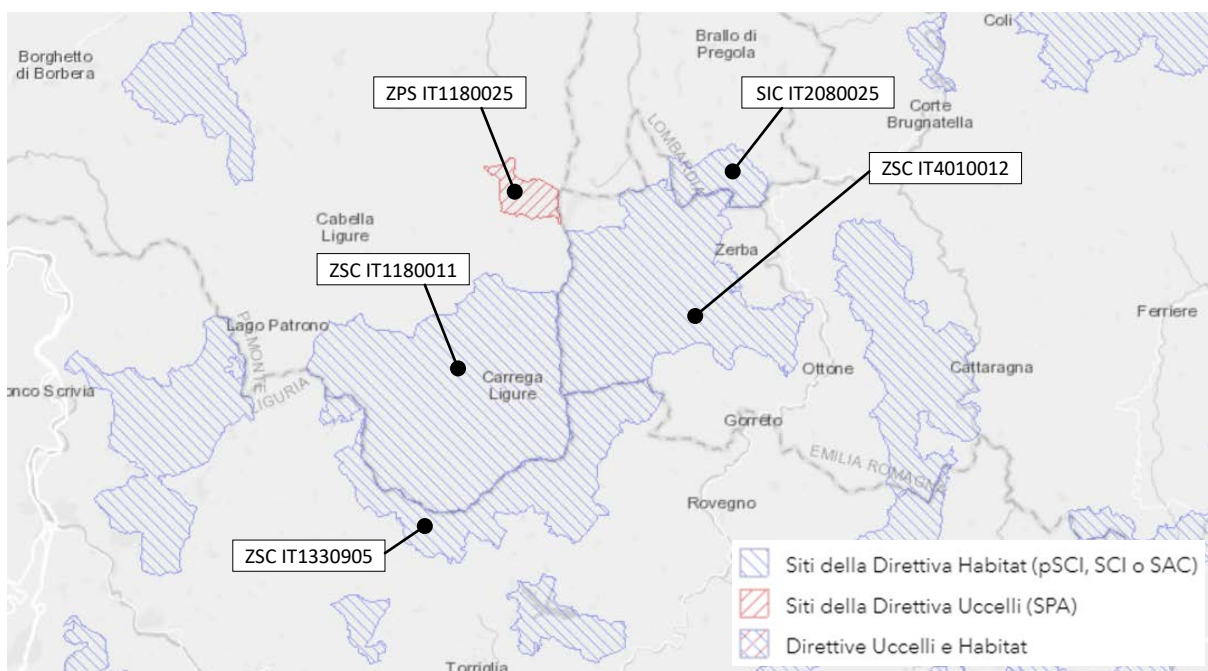 Coli
Borghetto
di Borbera
Brallo di
Pregola
ZPS IT1180025
SIC IT2080025
Corte
Brugnatella
LOMBARDIA
ZSC IT4010012
Cabella
Ligure
Zerba
ZSC IT1180011
Lago Patrono
Ferriere
PIEMONTE
LIGURIA
Carrega
Ligure
Ottone
Cattaragna
onco Scrivia
Gorreto
EMILIA ROMAGNA
Rovegno
ZSC IT1330905
Siti della Direttiva Habitat (pSCI, SCI o SAC)
Siti della Direttiva Uccelli (SPA)
Direttive Uccelli e Habitat
Torriglia